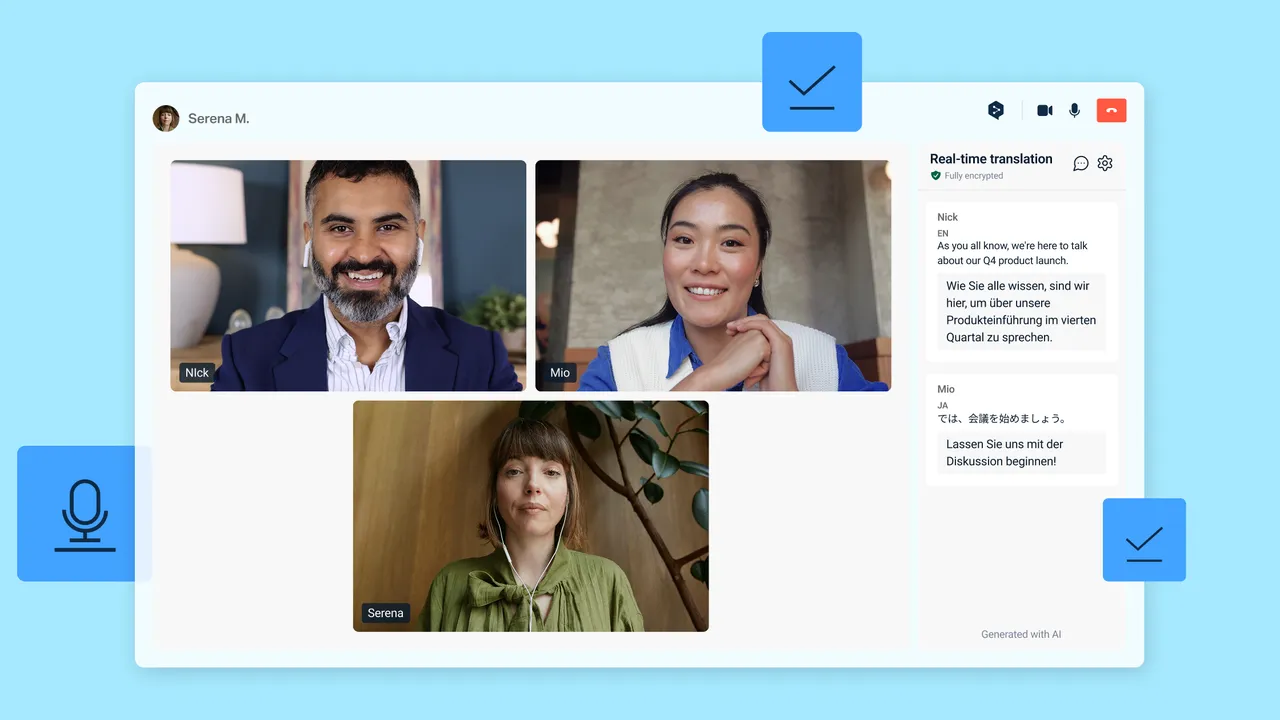 Serena M.
NIck
Mio
Serena
Real-time translation
Fully encrypted
Nick
EN
As you all know, we're here to talk
about our Q4 product launch.
Wie Sie alle wissen, sind wir
hier, um über unsere
Produkteinführung im vierten
Quartal zu sprechen.
Mio
JA
では、会議を始めましょう。
Lassen Sie uns mit der
Diskussion beginnen!
Generated with AI